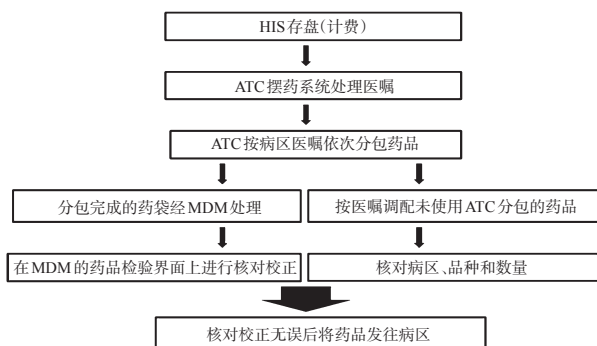 HIS存盘(计费)
ATC摆药系统处理医嘱
ATC按病区医嘱依次分包药品
分包完成的药袋经MDM处理
按医嘱调配未使用ATC分包的药品
在MDM的药品检验界面上进行核对校正
核对病区、品种和数量
核对校正无误后将药品发往病区